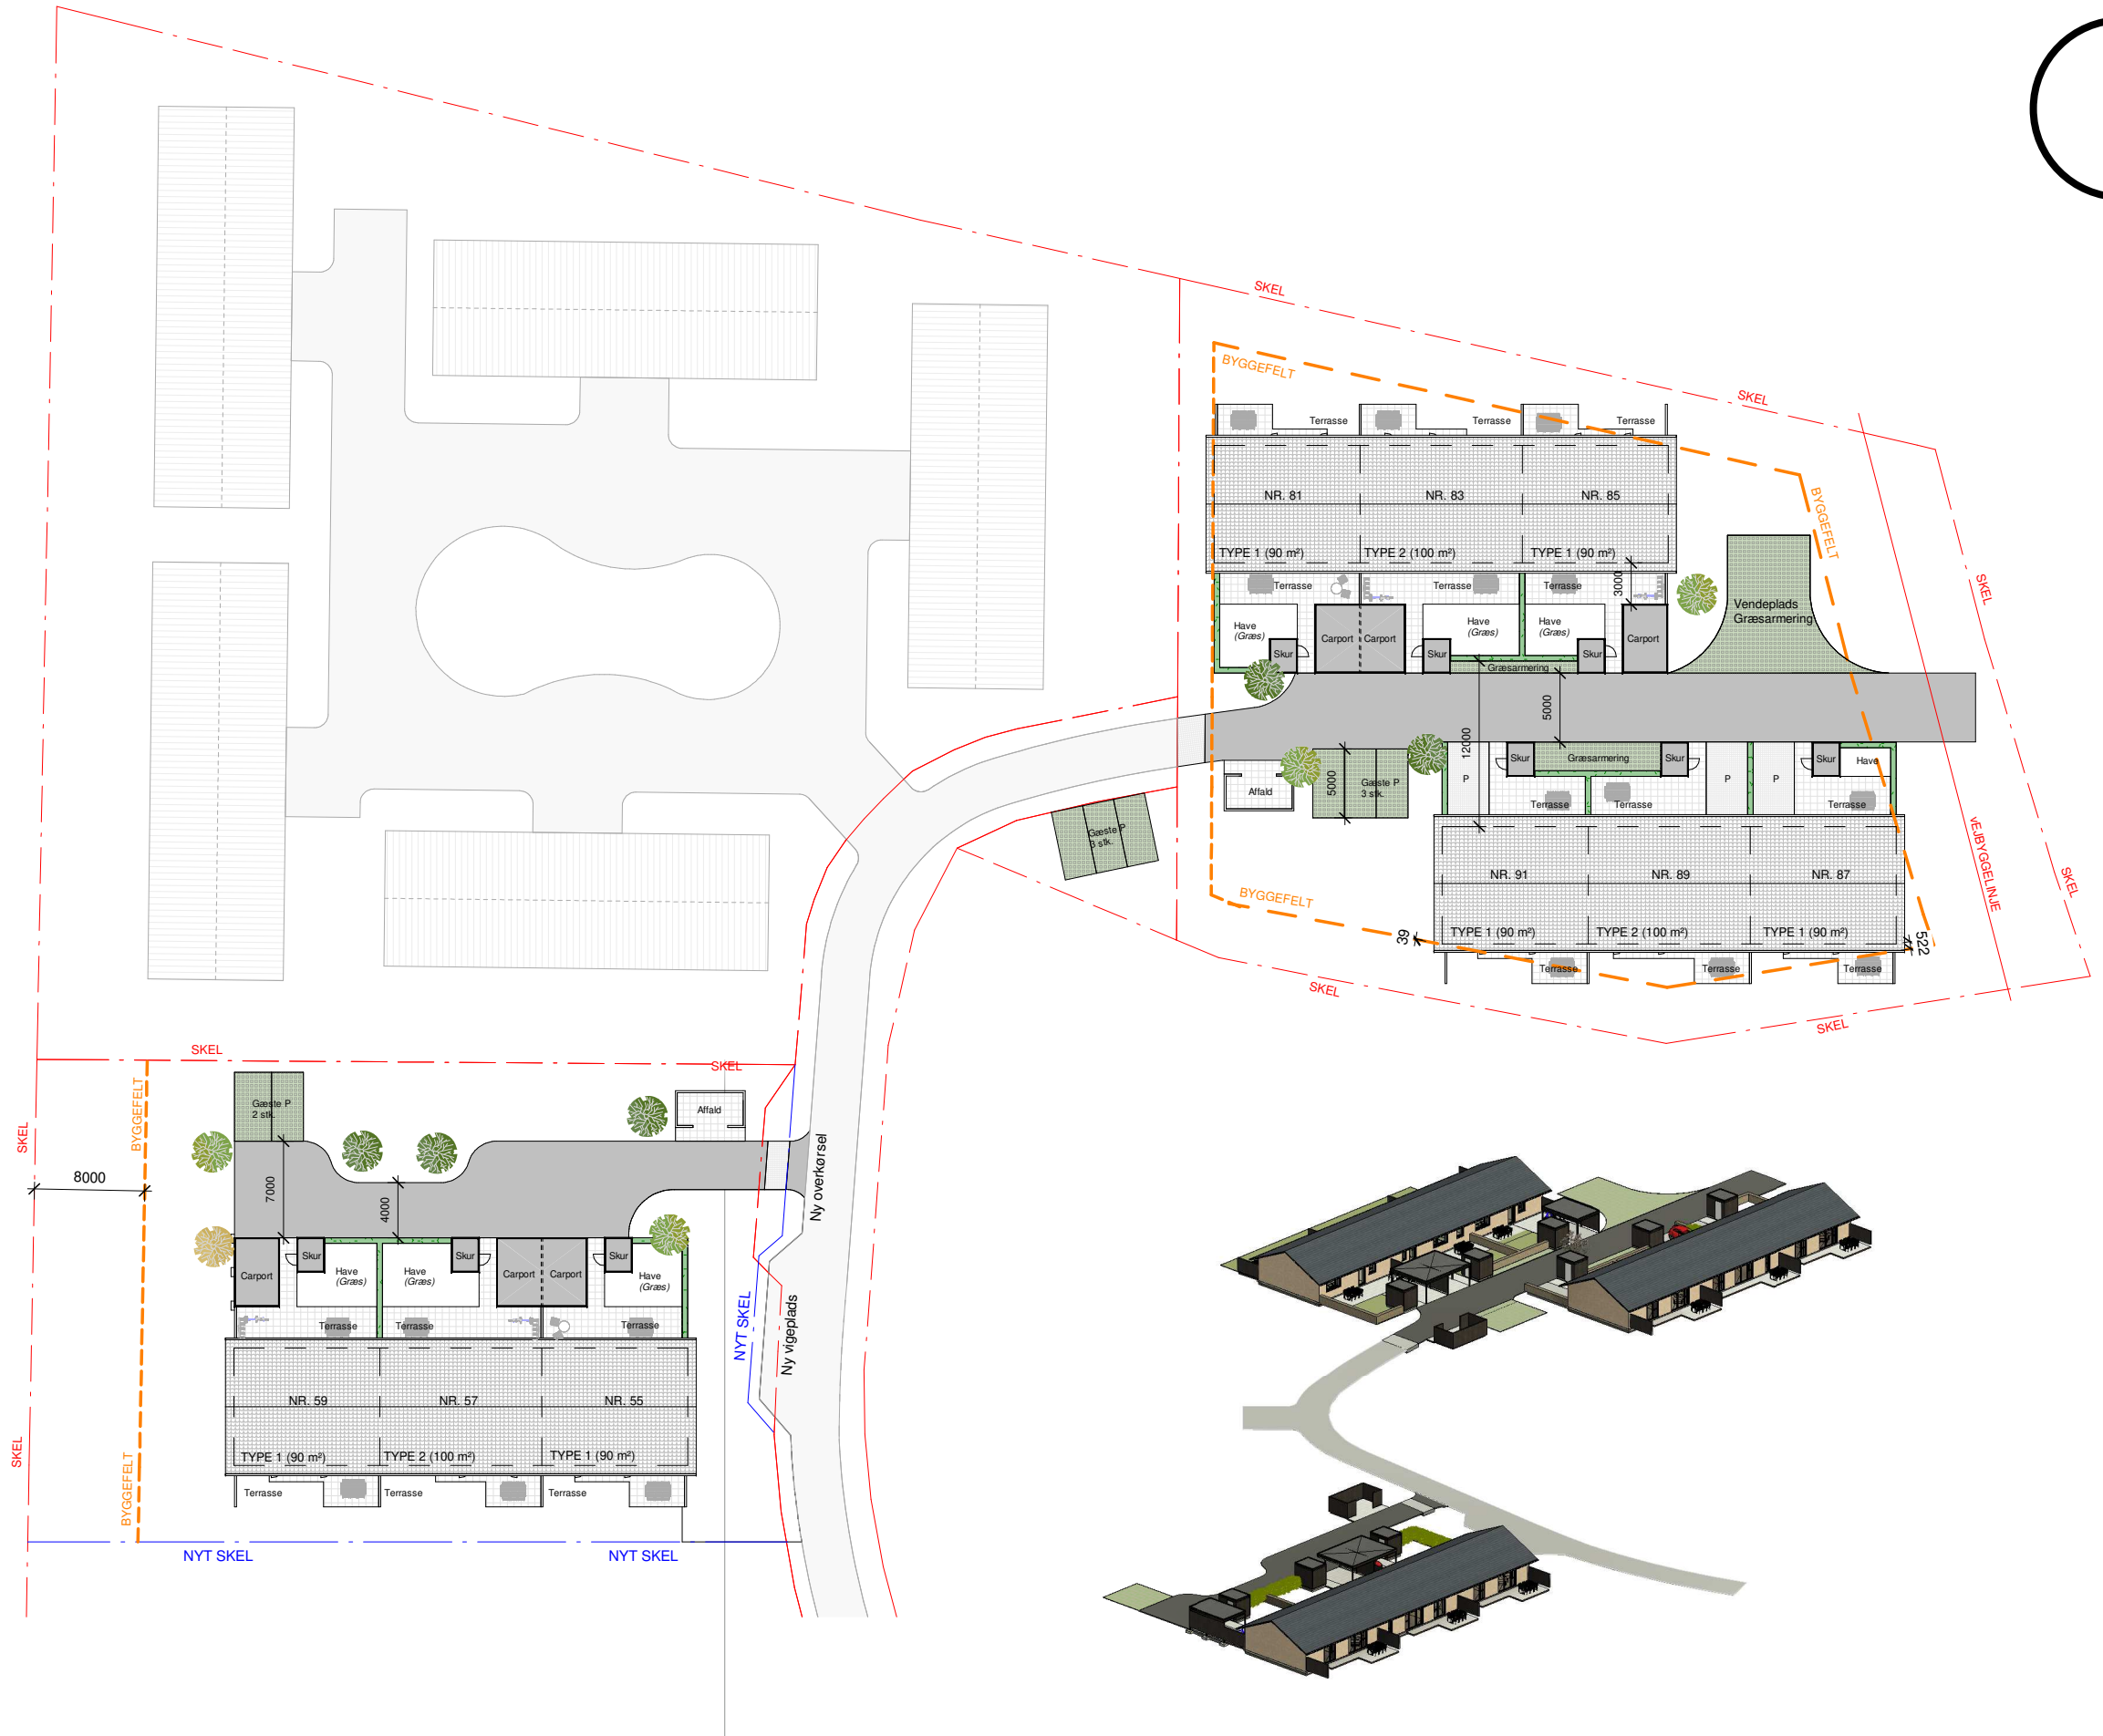 SKEL
BYGGEFELT
SKEL
Terrasse
Terrasse
Terrasse
BYGGEFELT
NR. 81
NR. 83
NR. 85
TYPE 1 (90 m²)
TYPE 2 (100 m²)
TYPE 1 (90 m²)
Terrasse
Terrasse
Terrasse
3000
SKEL
Vendeplads
Græsarmering
Have
(Græs)
Carport
Carport
Have
(Græs)
Have
(Græs)
Carport
Skur
Skur
Skur
Græsarmering
5000
12000
Skur
Græsarmering
Skur
Skur
Have
P
P
P
Affald
5000
Gæste P
3 stk.
Terrasse
Terrasse
Terrasse
Gæste P
3 stk.
VEJBYGGELINJE
SKEL
NR. 91
NR. 89
NR. 87
BYGGEFELT
TYPE 1 (90 m²)
TYPE 2 (100 m²)
TYPE 1 (90 m²)
39
522
Terrasse
Terrasse
Terrasse
SKEL
SKEL
SKEL
SKEL
BYGGEFELT
Gæste P
2 stk.
Affald
SKEL
8000
7000
4000
Ny overkørsel
Carport
Skur
Have
(Græs)
Have
(Græs)
Skur
Carport
Carport
Skur
Have
(Græs)
Terrasse
Terrasse
Terrasse
NYT SKEL
Ny vigeplads
NR. 59
NR. 57
NR. 55
SKEL
BYGGEFELT
TYPE 1 (90 m²)
TYPE 2 (100 m²)
TYPE 1 (90 m²)
Terrasse
Terrasse
Terrasse
NYT SKEL
NYT SKEL